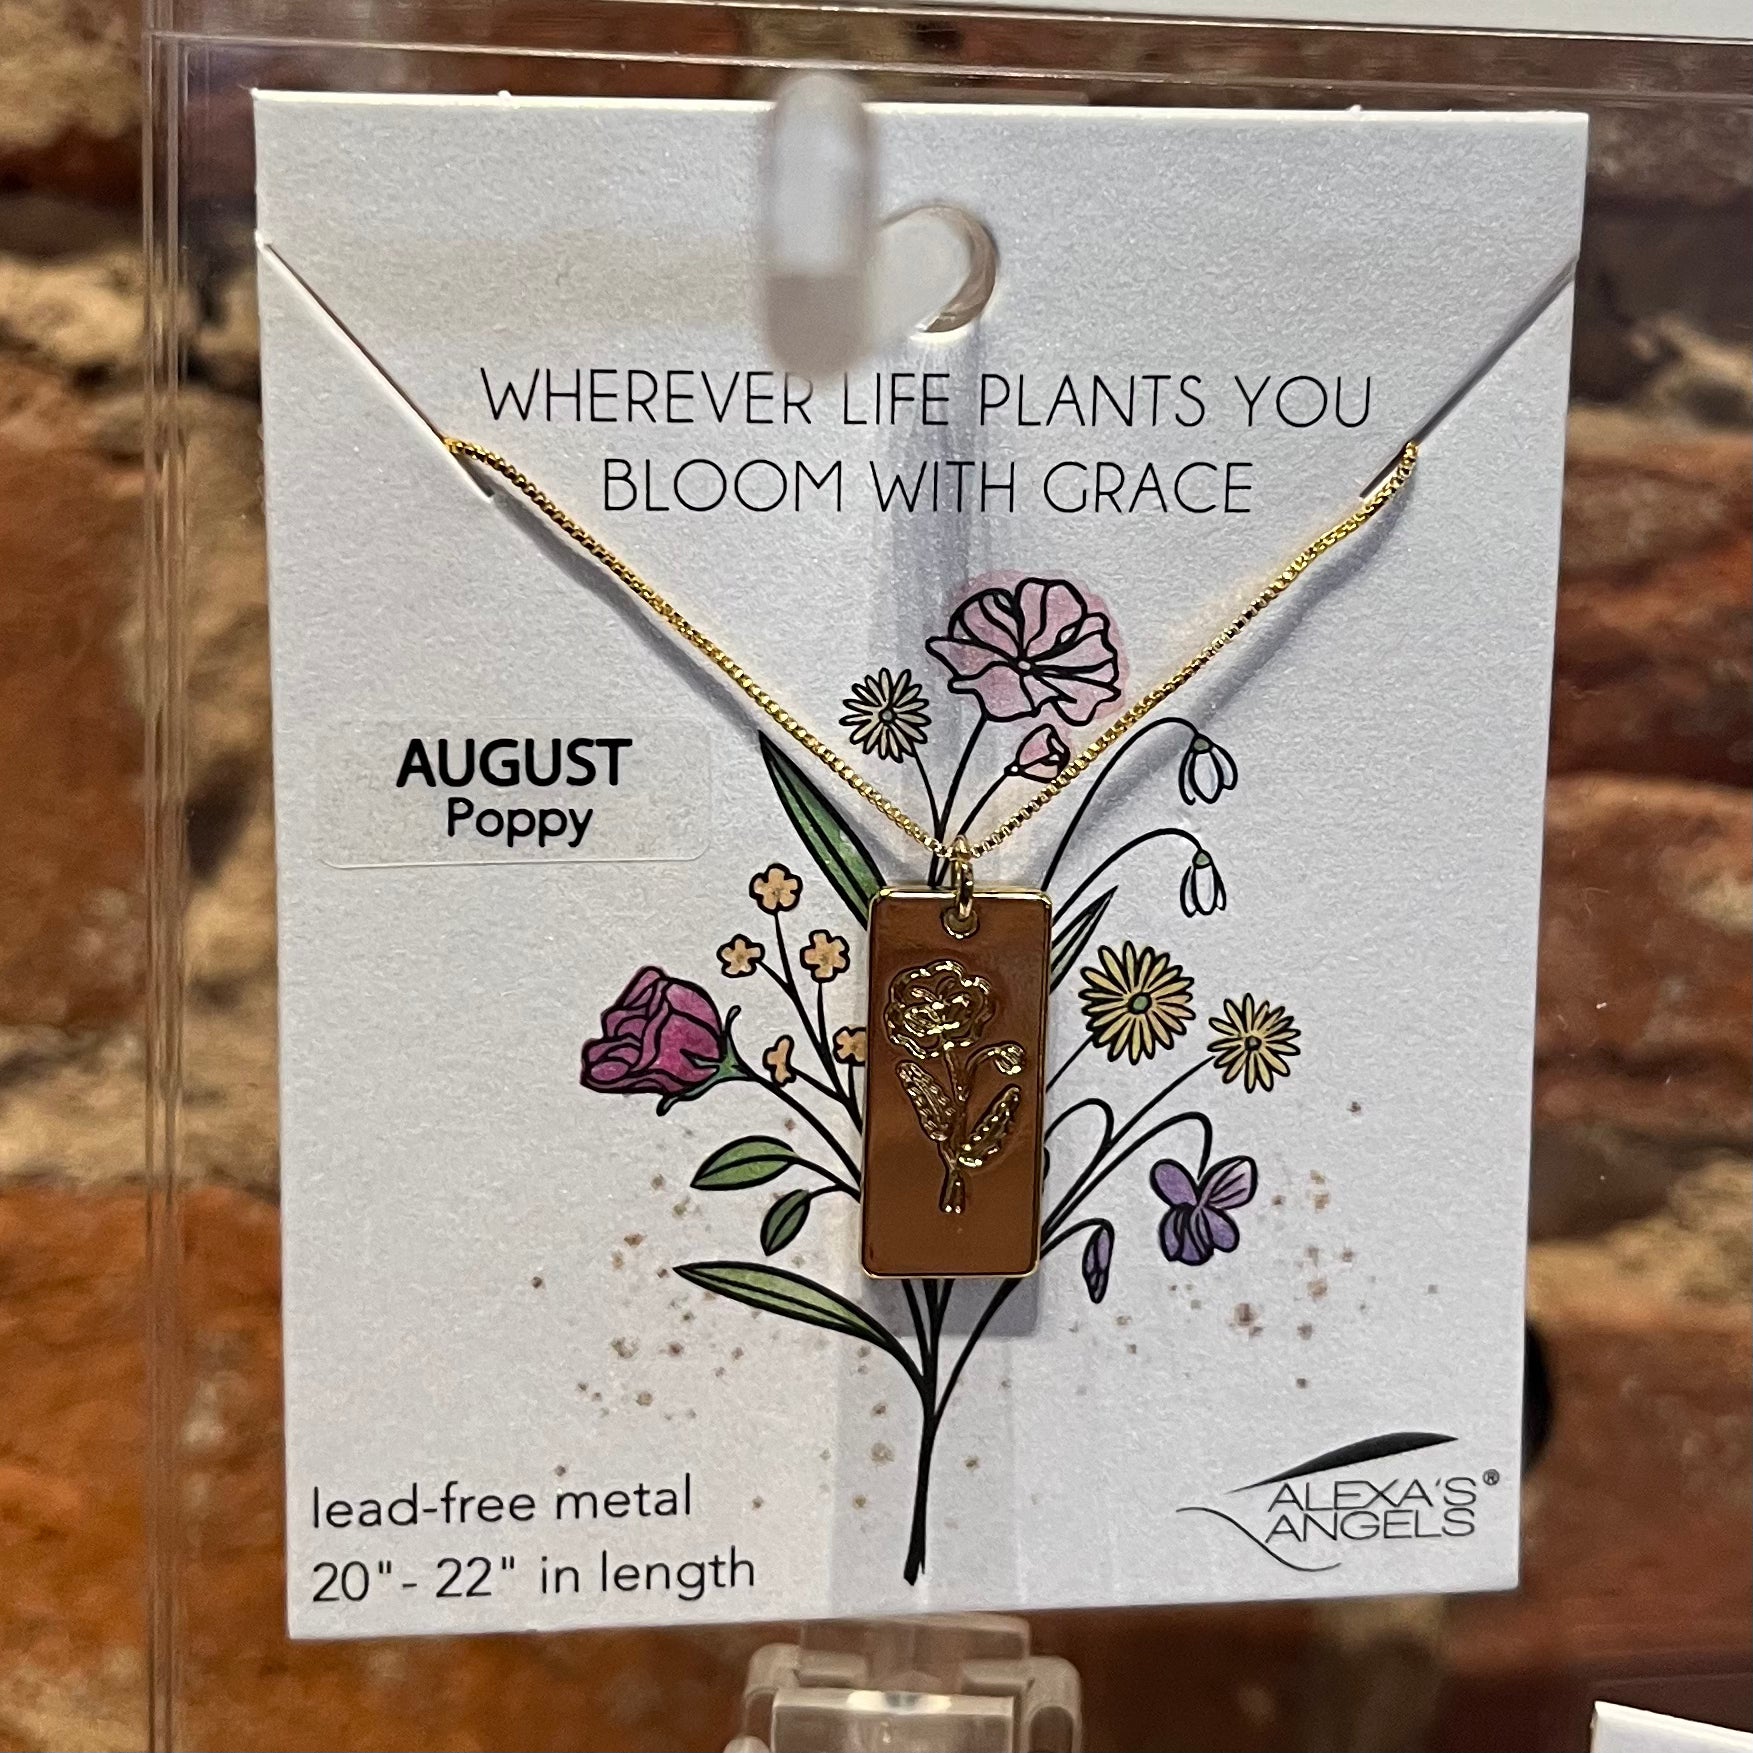 WHEREVER LIFE PLANTS YOU
BLOOM WITH GRACE
AUGUST
Poppy
lead-free metal
20"- 22" in length
ALEXA'S®
ANGELS